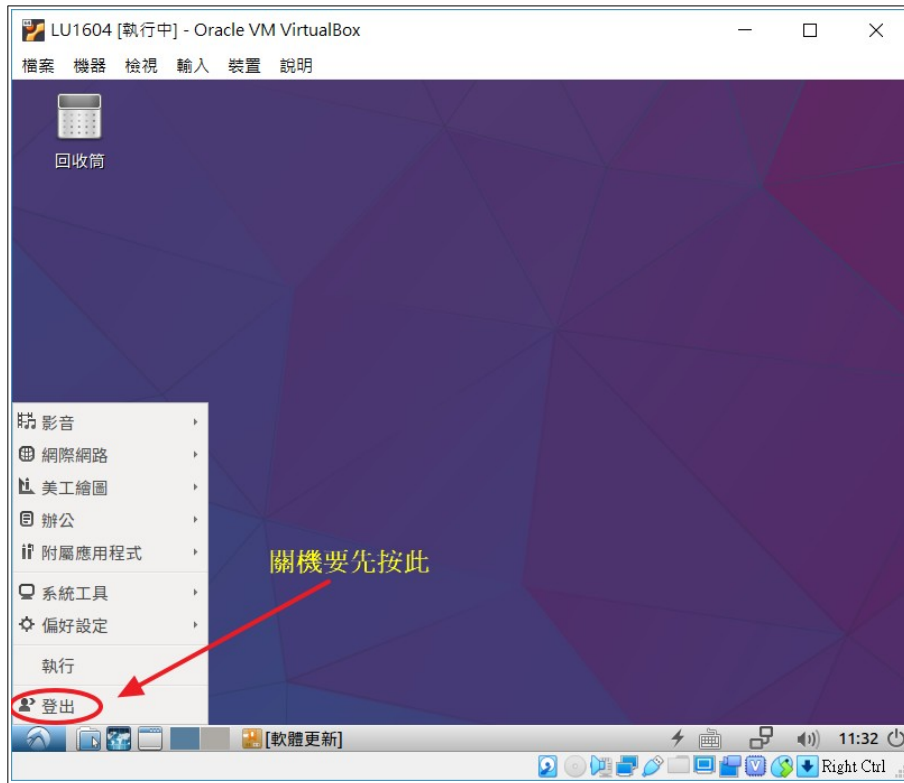 LU1604 [執行中] - Oracle VM VirtualBox
檔案 機器 檢視 輸入 裝置 說明
回收筒
影音
網際網路
美工繪圖
辦公
附屬應用程式
關機要先按此
系統工具
偏好設定
執行
登出
[軟體更新] 11:32
Right Ctrl